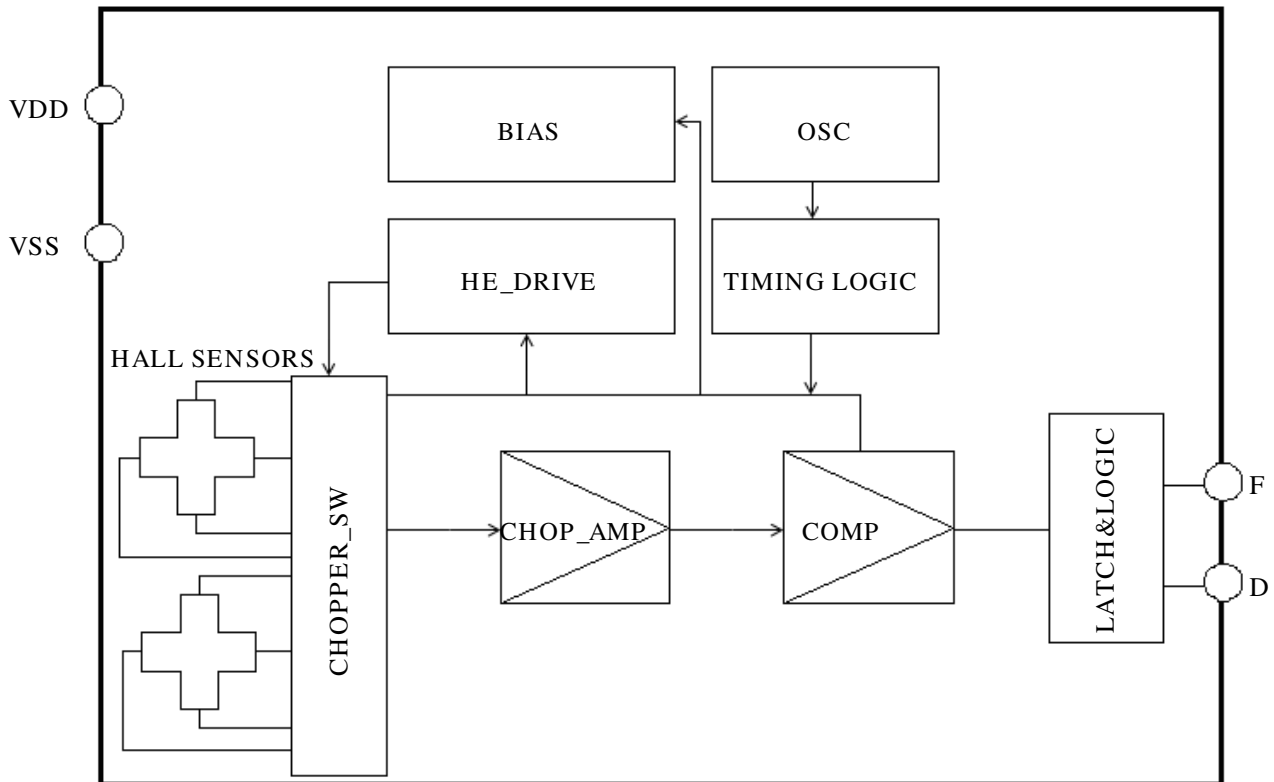 VDD
BIAS
OSC
VSS
HE_DRIVE
TIMING LOGIC
HALL SENSORS
CHOPPER_SW
CHOP_AMP
COMP
LATCH&LOGIC
F
D